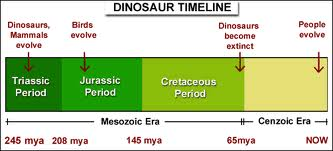 DINOSAUR TIMELINE
Dinosaurs,
Mammals
evolve
Birds
evolve
Dinosaurs
become
extinct
People
evolve
Triassic
Period
Jurassic
Period
Cretaceous
Period
Mesozoic Era
Cenzoic Era
245 mya
208 mya
145 mya
65mya
NOW